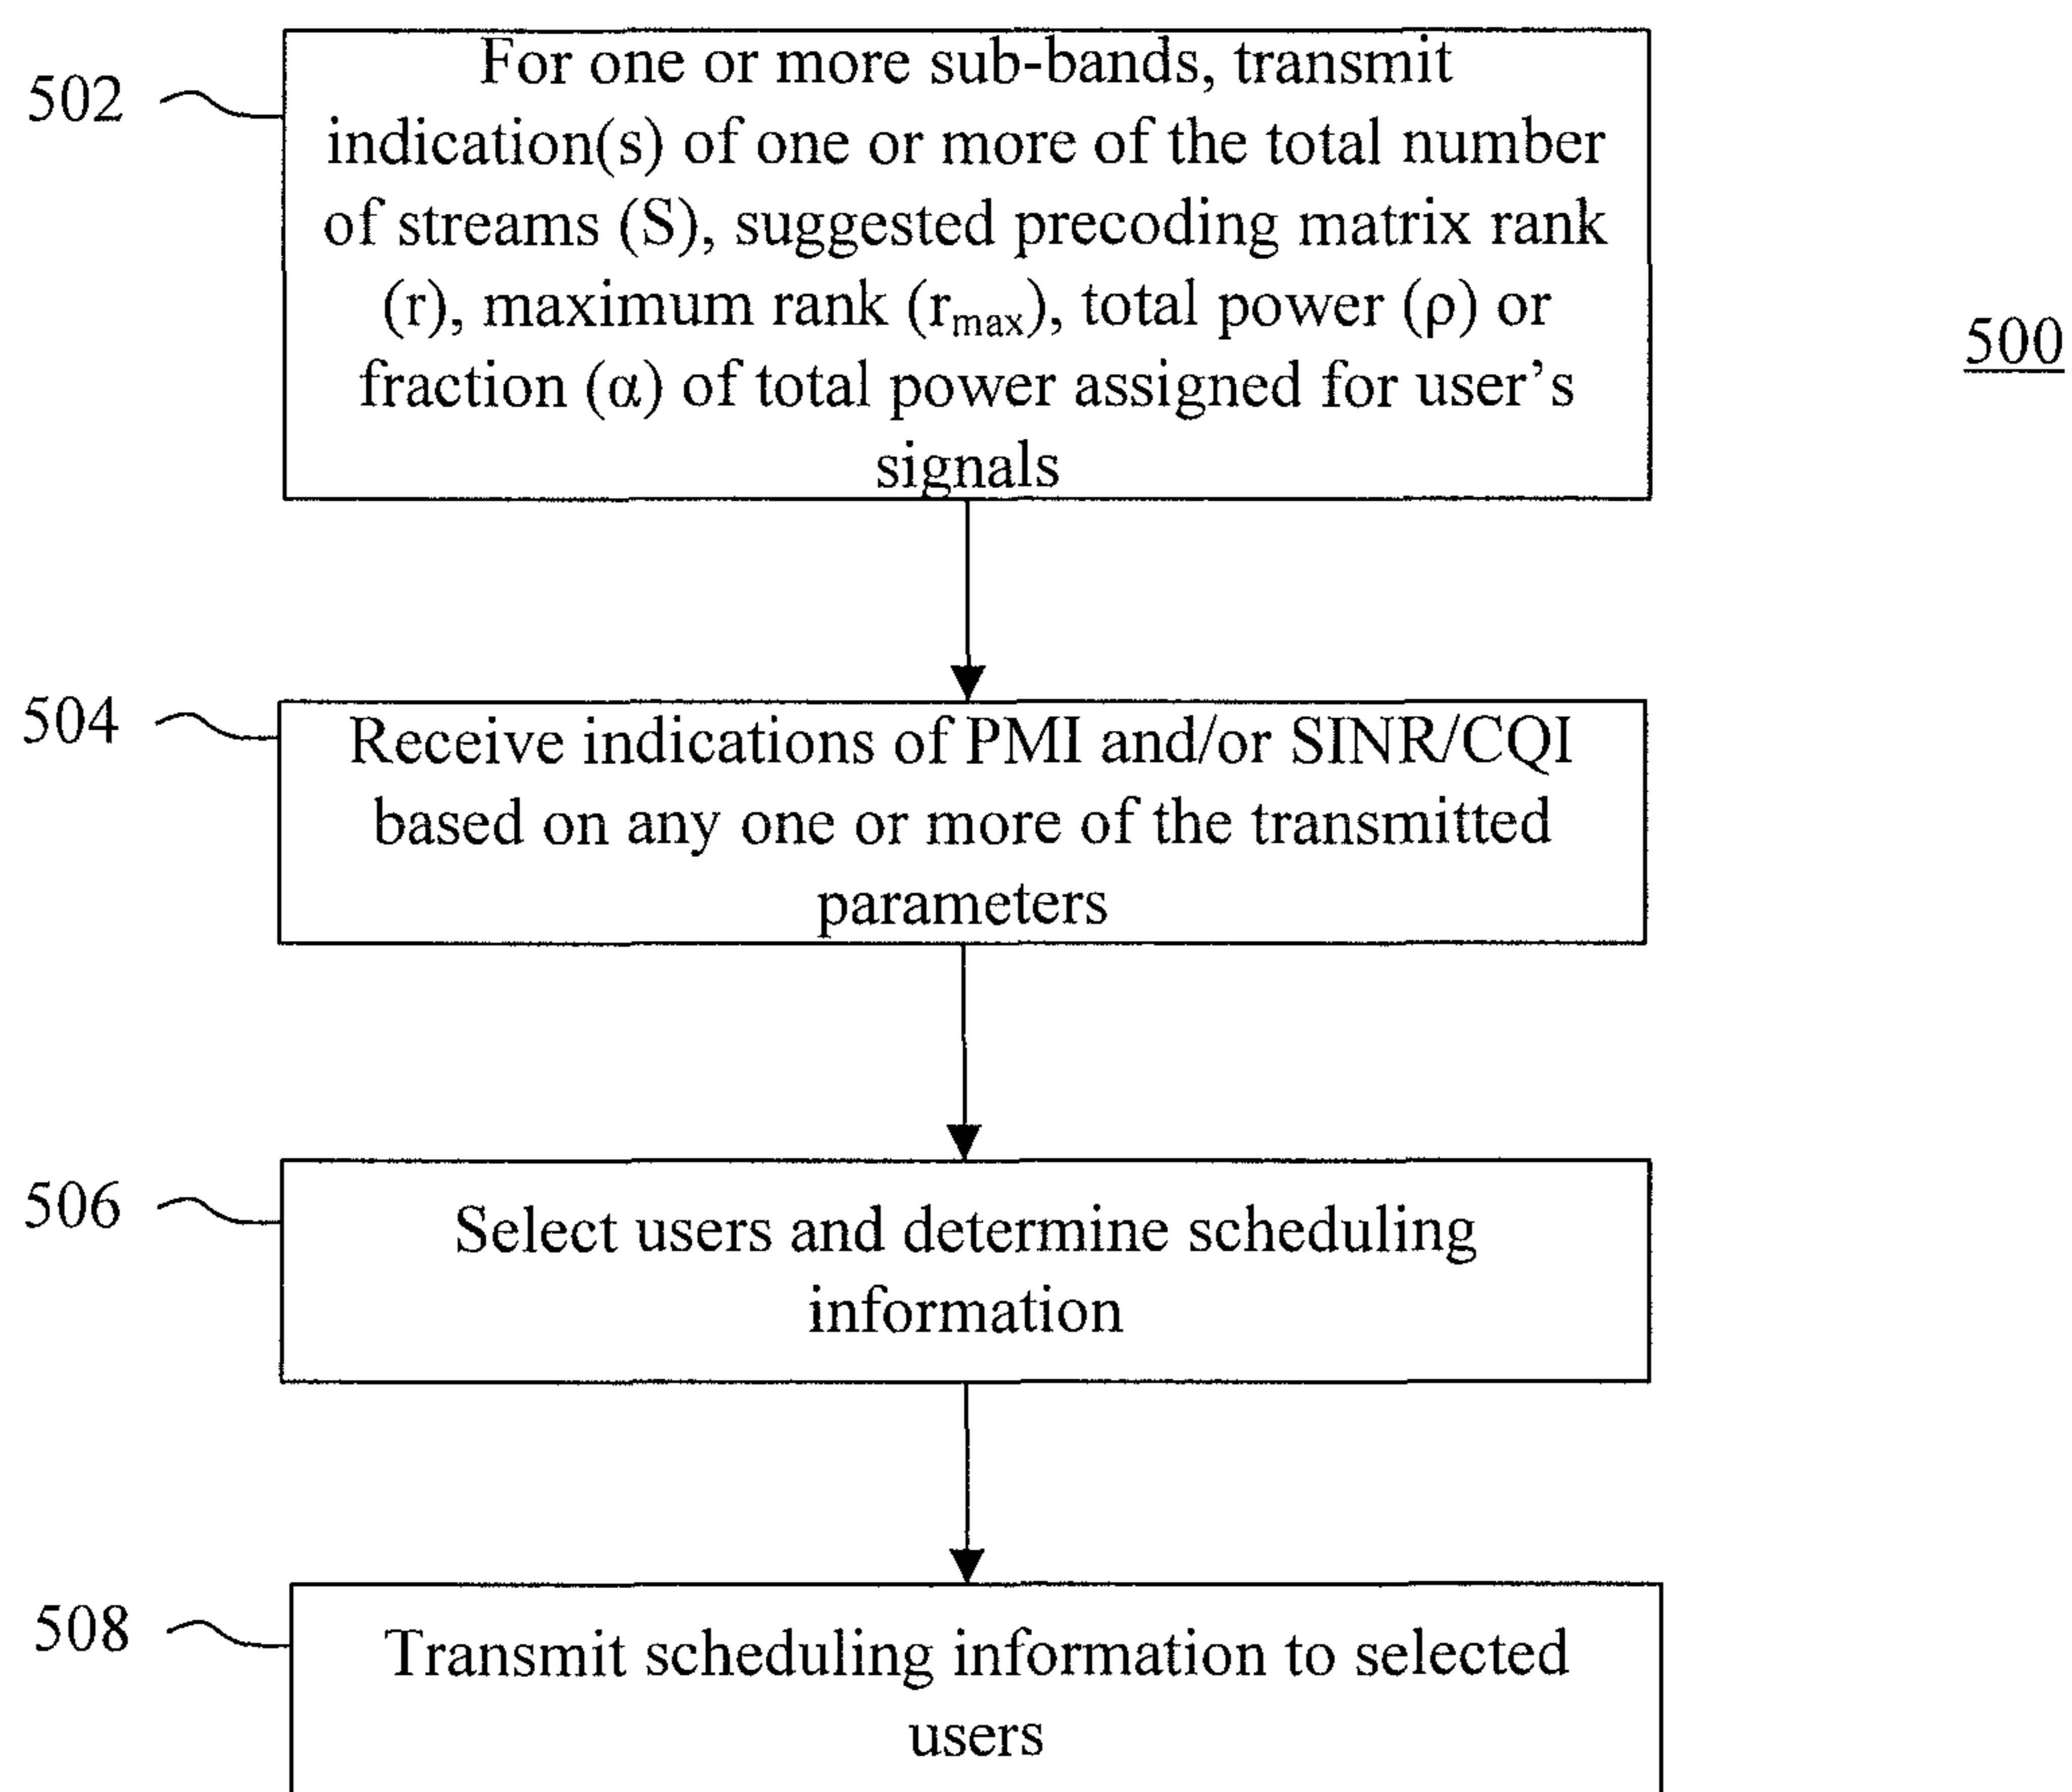 502
For one or more sub-bands, transmit
indication(s) of one or more of the total number
of streams (S), suggested precoding matrix rank
(r), maximum rank (rmax), total power (ρ) or
fraction (α) of total power assigned for user’s
signals
500
504
Receive indications of PMI and/or SINR/CQI
based on any one or more of the transmitted
parameters
506
Select users and determine scheduling
information
508
Transmit scheduling information to selected
users